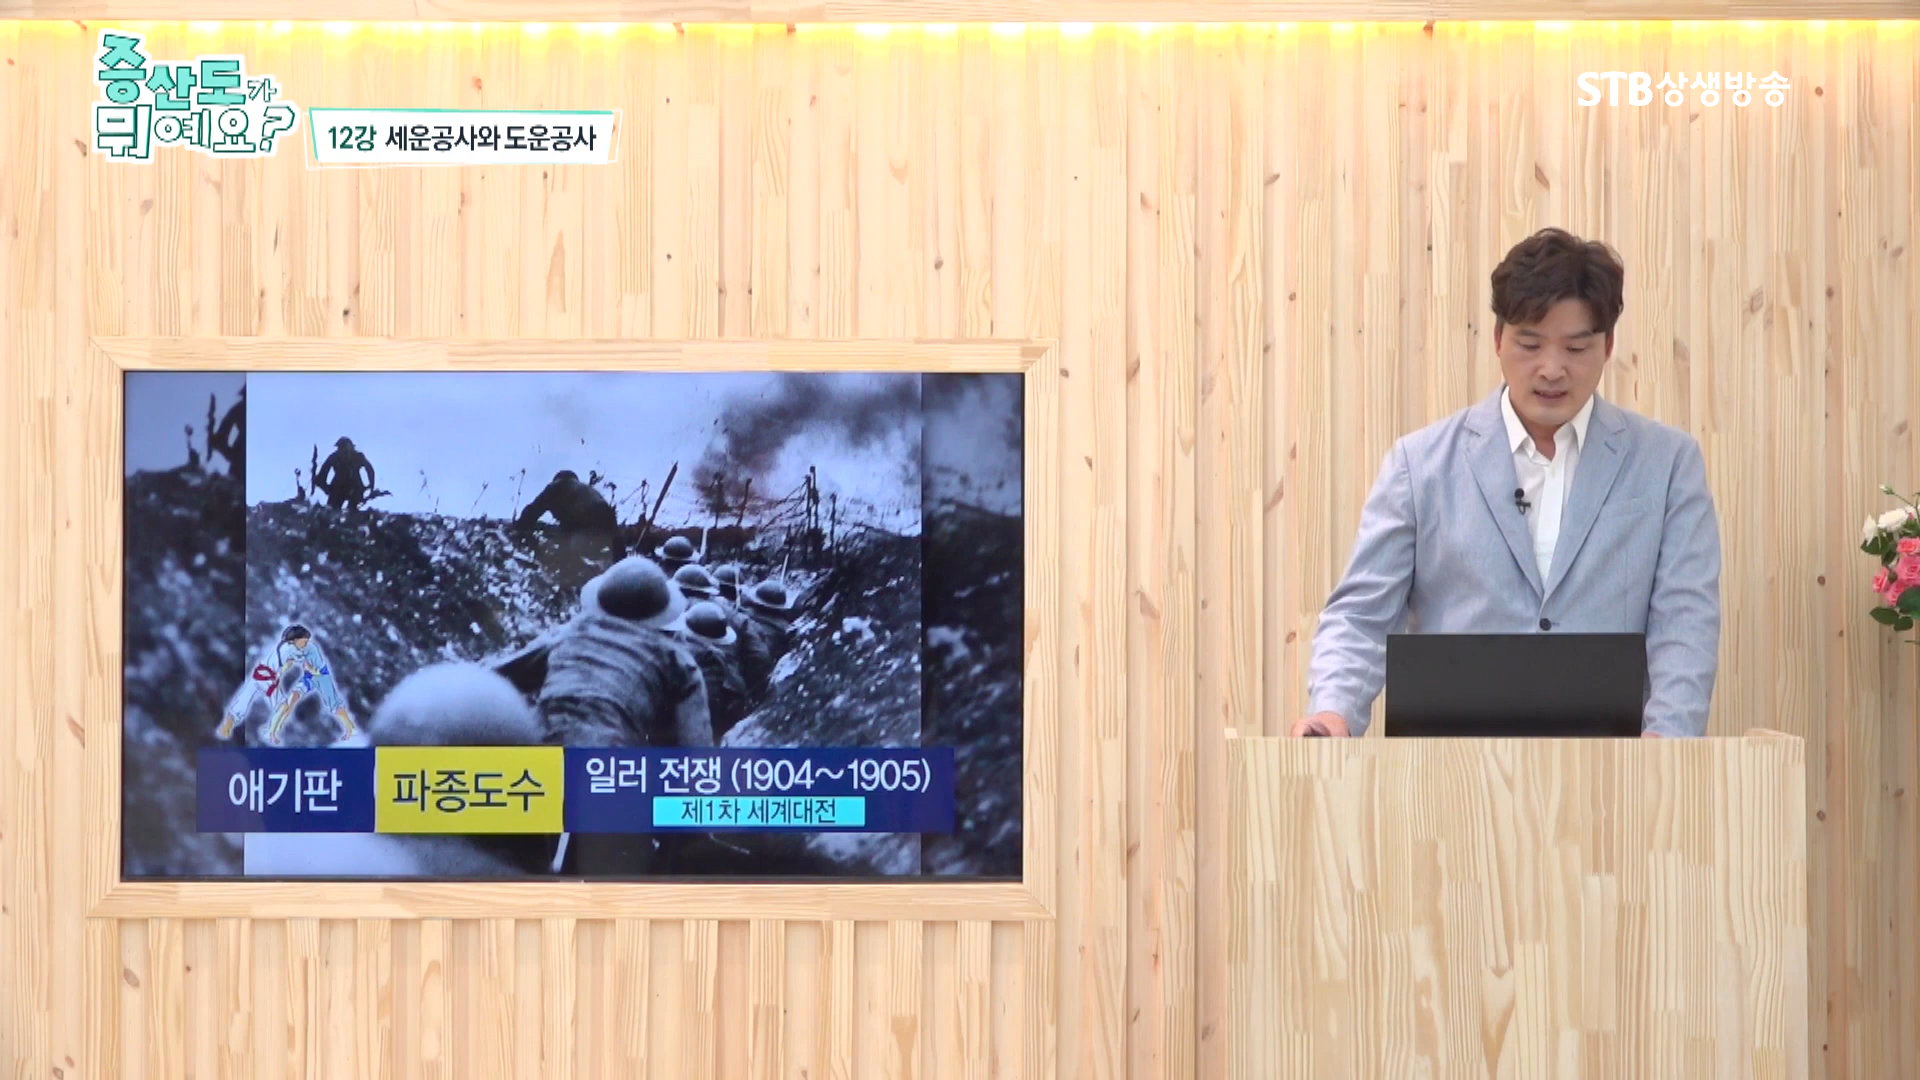 증산도가
뭐예요?
12강 세운공사와 도운공사
STB상생방송
애기판
파종도수
일러 전쟁 (1904~1905)
제1차 세계대전